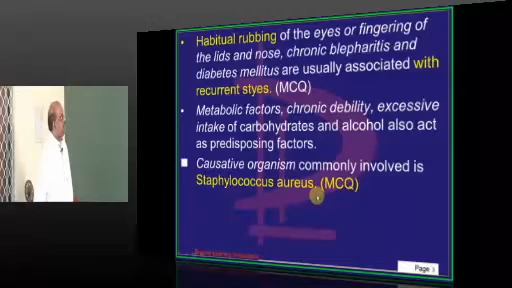 • Habitual rubbing of the eyes or fingering of
the lids and nose, chronic blepharitis and
diabetes mellitus are usually associated with
recurrent styes. (MCQ)
• Metabolic factors, chronic debility, excessive
intake of carbohydrates and alcohol also act
as predisposing factors.
Causative organism commonly involved is
Staphylococcus aureus. (MCQ)
Page